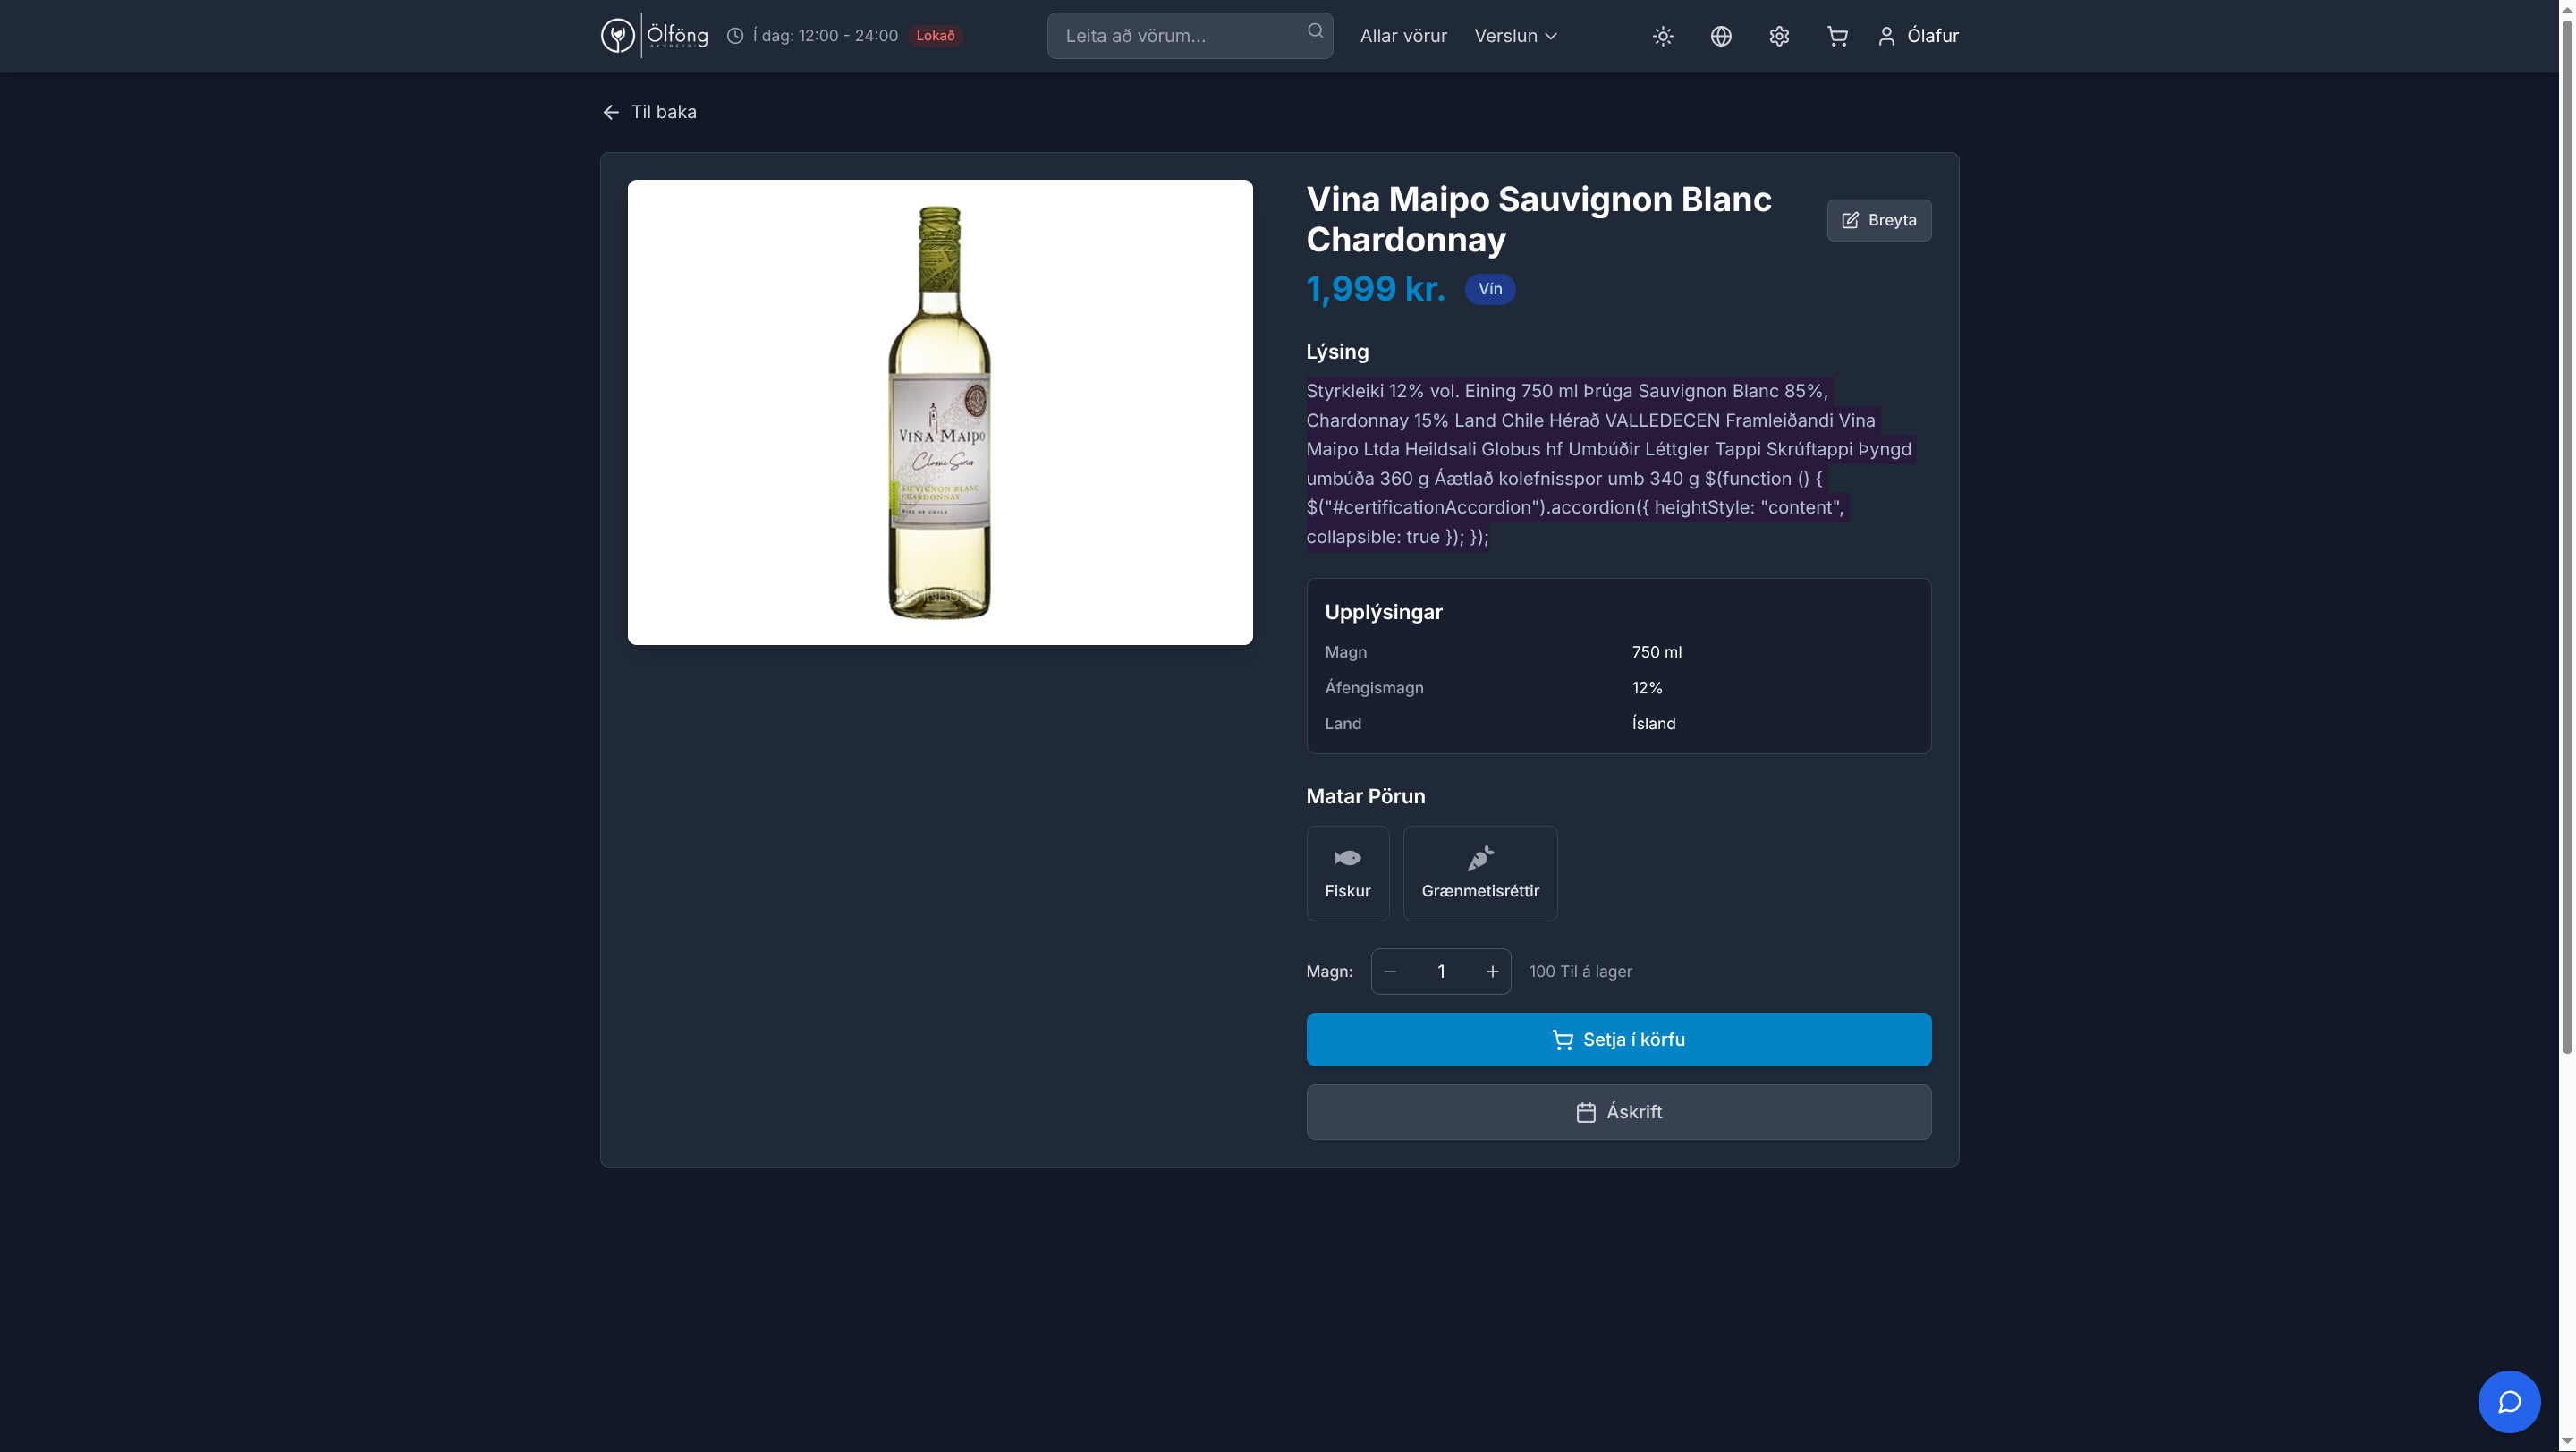 Ölföng
AKUREYRI
Í dag: 12:00 - 24:00
Lokað
Leita að vörum...
Allar vörur
Verslun
Ólafur
Til baka
Vina Maipo Sauvignon Blanc
Chardonnay
Breyta
1,999 kr.
Vín
Lýsing
Styrkleiki 12% vol. Eining 750 ml Þrúga Sauvignon Blanc 85%,
Chardonnay 15% Land Chile Hérað VALLEDECEN Framleiðandi Vina
Maipo Ltda Heildsali Globus hf Umbúðir Léttgler Tappi Skrúftappi Þyngd
umbúða 360 g Áætlað kolefnisspor umb 340 g $(function () {
$("#certificationAccordion").accordion({ heightStyle: "content",
collapsible: true }); });
VIÑA MAIPO
Classic Series
SAUVIGNON BLANC
CHARDONNAY
WINE OF CHILE
VÍNBÚÐIN
Upplýsingar
Magn
750 ml
Áfengismagn
12%
Land
Ísland
Matar Pörun
Fiskur
Grænmetisréttir
Magn:
1
100 Til á lager
Setja í körfu
Áskrift